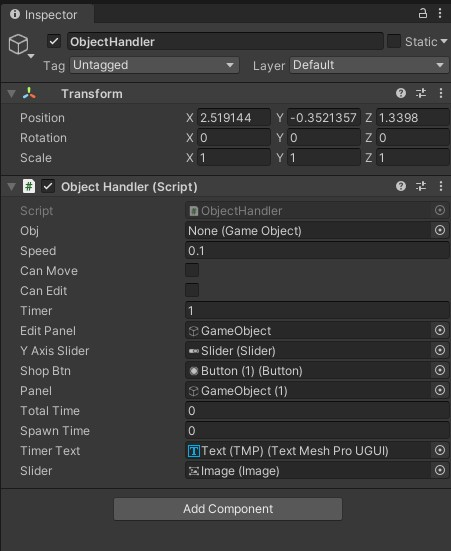 Inspector
ObjectHandler Static
Tag Untagged Layer Default
Transform
Position X 2.519144 Y -0.3521357 Z 1.3398
Rotation X 0 Y 0 Z 0
Scale X 1 Y 1 Z 1
# Object Handler (Script)
Script # ObjectHandler
Obj None (Game Object)
Speed 0.1
Can Move
Can Edit
Timer 1
Edit Panel GameObject
Y Axis Slider Slider (Slider)
Shop Btn Button (1) (Button)
Panel GameObject (1)
Total Time 0
Spawn Time 0
Timer Text T Text (TMP) (Text Mesh Pro UGUI)
Slider Image (Image)
Add Component